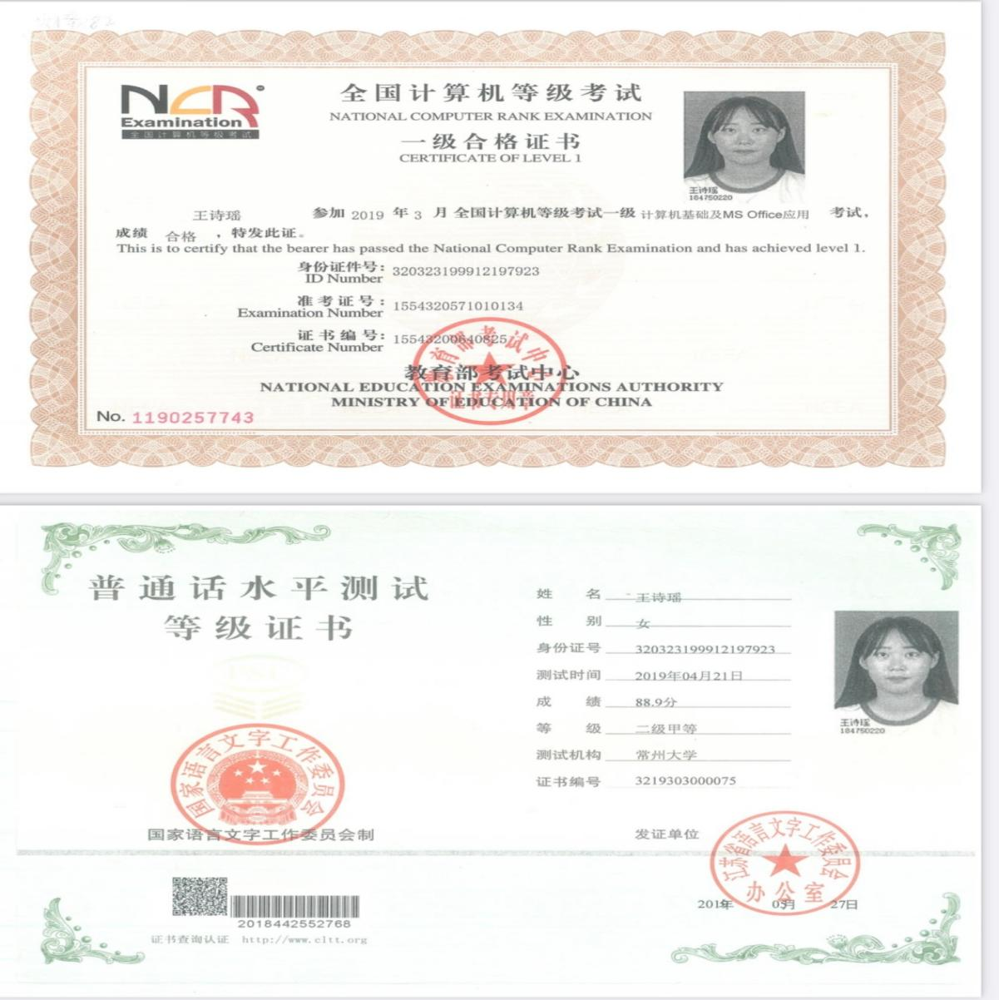 NCR
Examination
全国计算机等级考试
全国计算机等级考试
NATIONAL COMPUTER RANK EXAMINATION
一级合格证书
CERTIFICATE OF LEVEL 1
王诗瑶
184750220
王诗瑶 参加 2019 年 3 月 全国计算机等级考试一级 计算机基础及MS Office应用 考试,
成绩 合格 ,特发此证。
This is to certify that the bearer has passed the National Computer Rank Examination and has achieved level 1.
身份证件号: 320323199912197923
ID Number
准考证号: 1554320571010134
Examination Number
证书编号: 15543200640825
Certificate Number
教育部考试中心
NATIONAL EDUCATION EXAMINATIONS AUTHORITY
MINISTRY OF EDUCATION OF CHINA
教育部考试中心
证书专用章
No. 1190257743
普通话水平测试
等级证书
国家语言文字工作委员会
国家语言文字工作委员会制
姓名 王诗瑶
性别 女
身份证号 320323199912197923
测试时间 2019年04月21日
成绩 88.9分
等级 二级甲等
测试机构 常州大学
证书编号 3219303000075
王诗瑶
184750220
发证单位
江苏省语言文字工作委员会
办公室
27日
2018442552768
证书查询认证 http://www.cltt.org